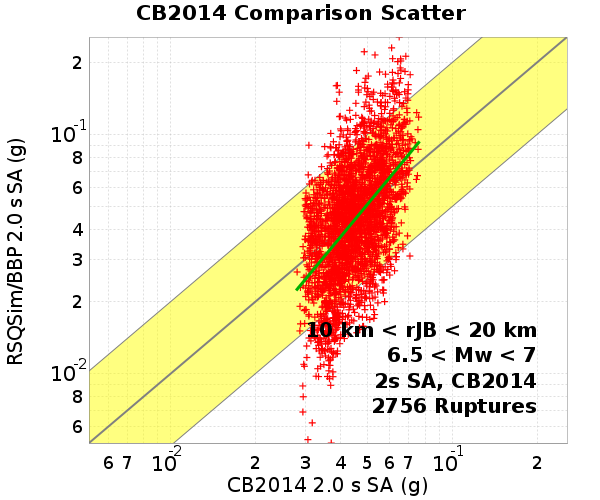 CB2014 Comparison Scatter
RSQSim/BBP 2.0 s SA (g)
2
10-1
8
6
4
3
2
10-2
8
6
10 km < rJB < 20 km
6.5 < Mw < 7
2s SA, CB2014
2756 Ruptures
6 7 10-2 2 3 4 5 6 7 10-1 2
CB2014 2.0 s SA (g)